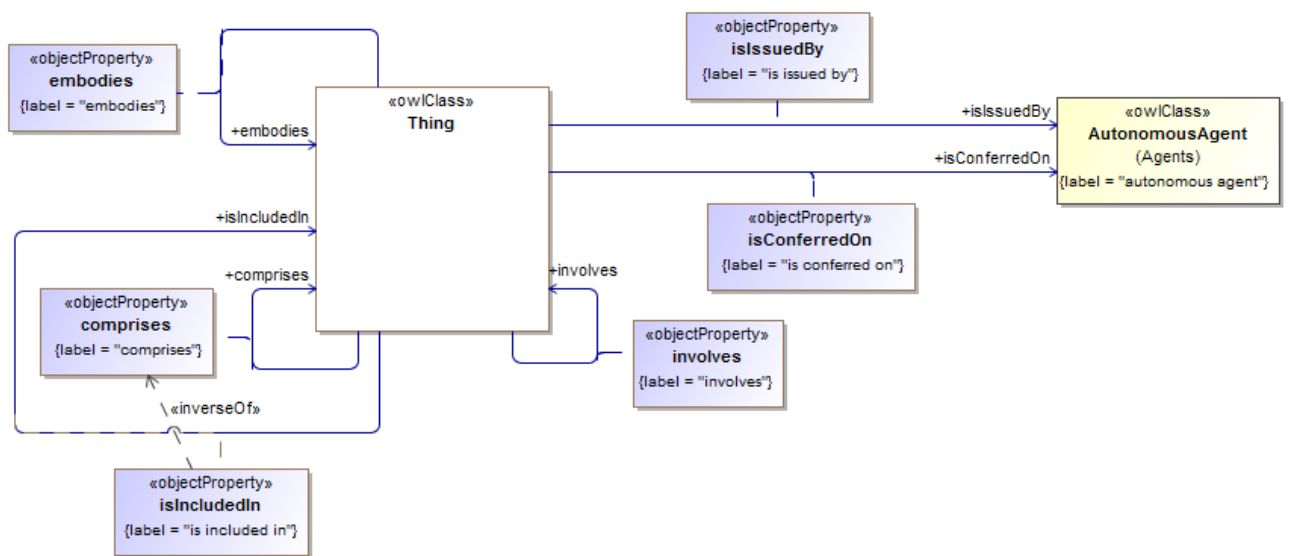 «objectProperty»
embodies
{label = "embodies"}
+embodies
«owlClass»
Thing
«objectProperty»
isIssuedBy
{label = "is issued by"}
+isIssuedBy
+isConferredOn
«owlClass»
AutonomousAgent
(Agents)
{label = "autonomous agent"}
«objectProperty»
isConferredOn
{label = "is conferred on"}
+isIncludedIn
+comprises
+involves
«objectProperty»
comprises
{label = "comprises"}
«objectProperty»
involves
{label = "involves"}
«inverseOf»
«objectProperty»
isIncludedIn
{label = "is included in"}